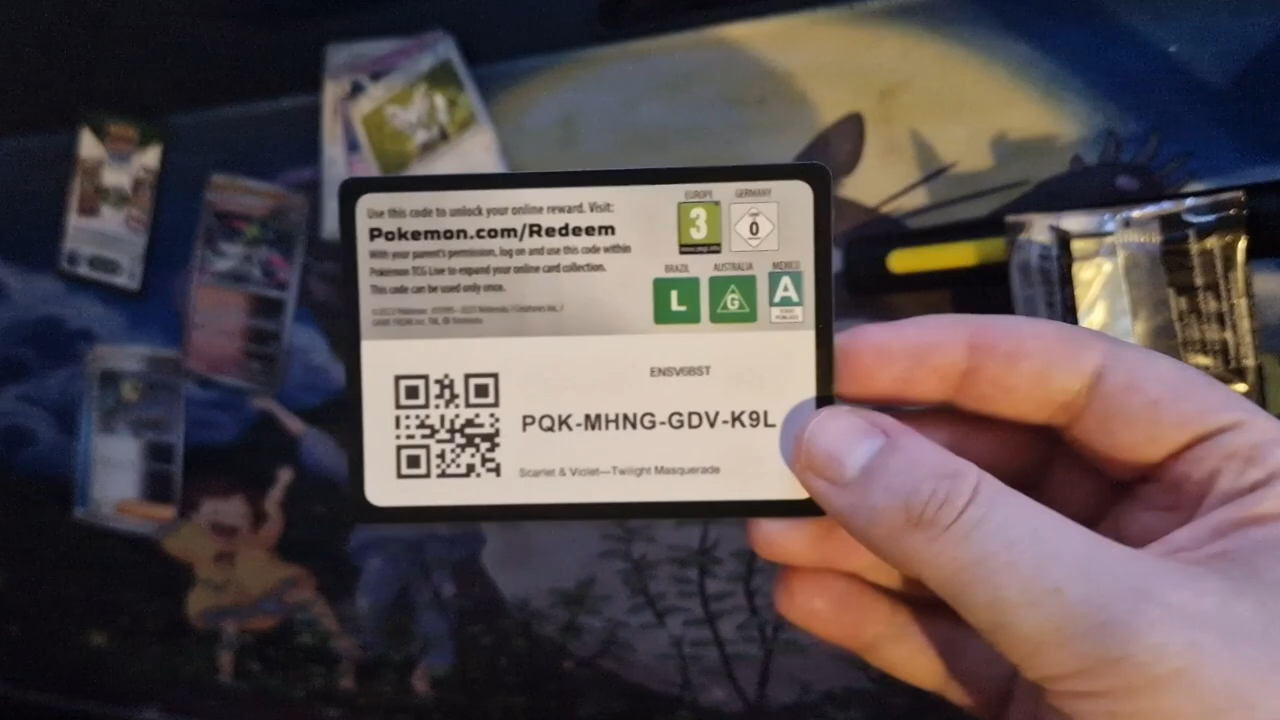 Use this code to unlock your online reward. Visit:
Pokemon.com/Redeem
With your parent's permission, log on and use this code within
Pokemon TCG Live to expand your online card collection.
This code can be used only once.
EUROPE
GERMANY
3
0
BRAZIL
AUSTRALIA
MEXICO
L
G
A
ENSV6BST
PQK-MHNG-GDV-K9L
Scarlet & Violet—Twilight Masquerade